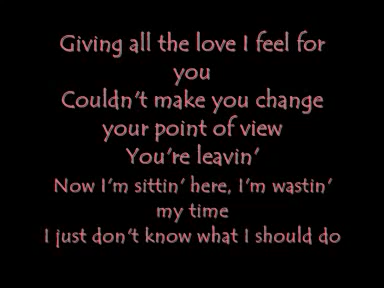 Giving all the love I feel for
you
Couldn't make you change
your point of view
You're leavin'
Now I'm sittin' here, I'm wastin'
my time
I just don't know what I should do